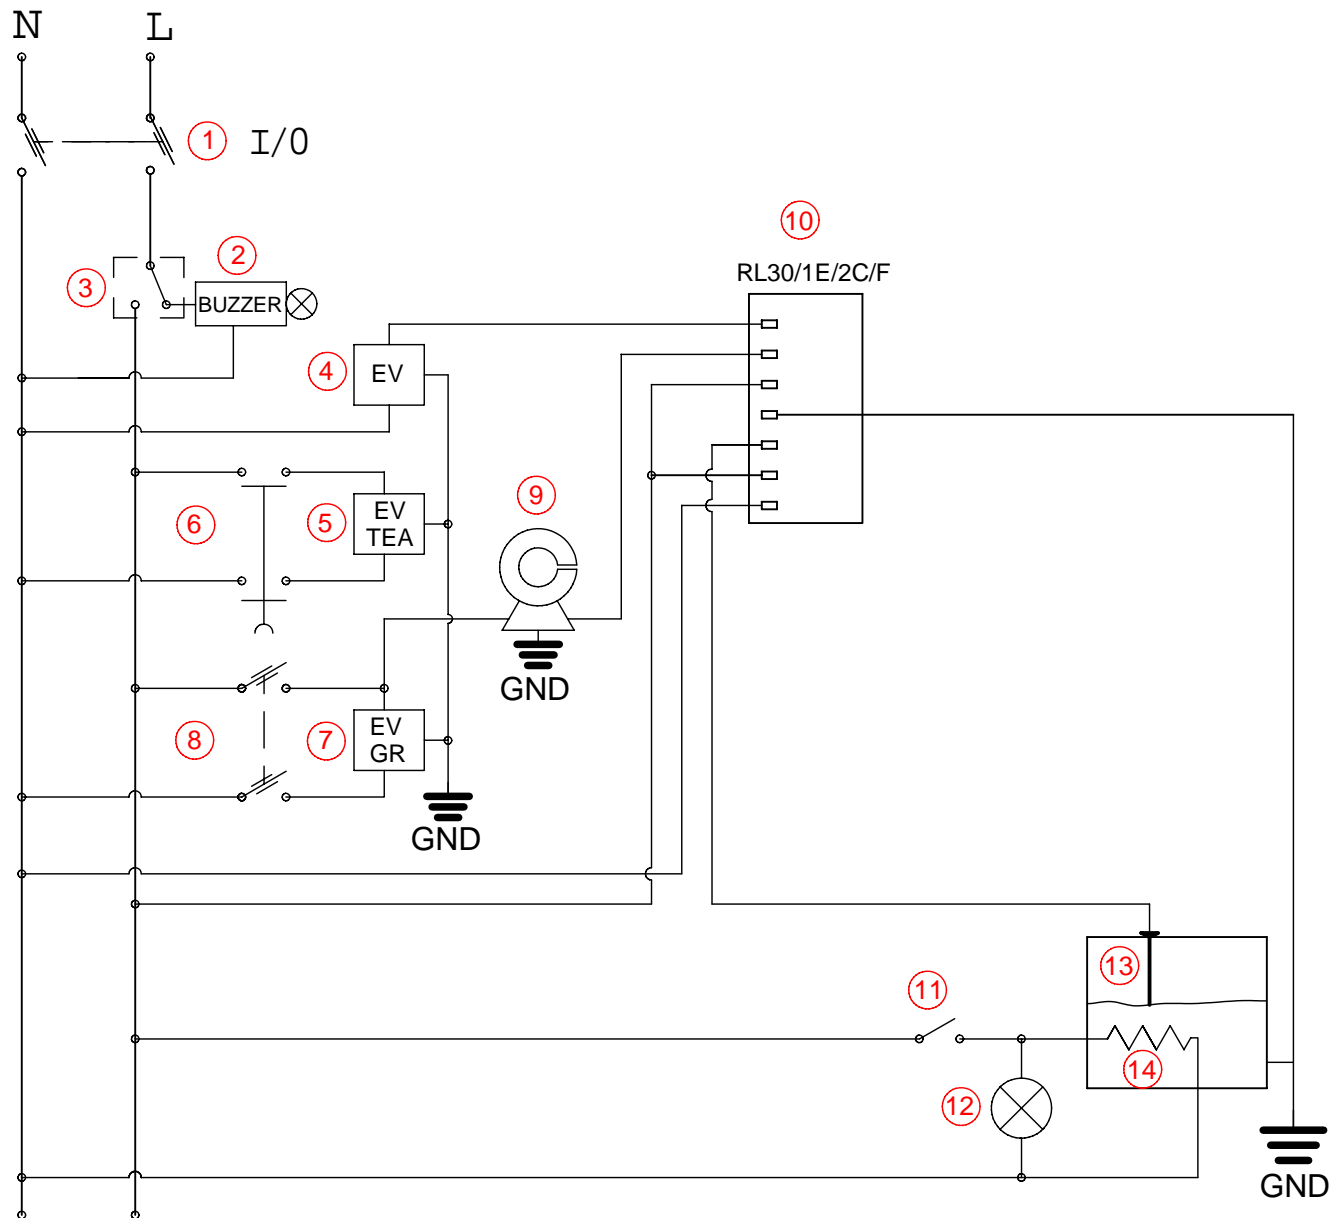 N L
1 I/0
2
3
BUZZER
10
RL30/1E/2C/F
4 EV
6 5 EV
TEA
9
GND
8 7 EV
GR
GND
11
13
14
12
GND